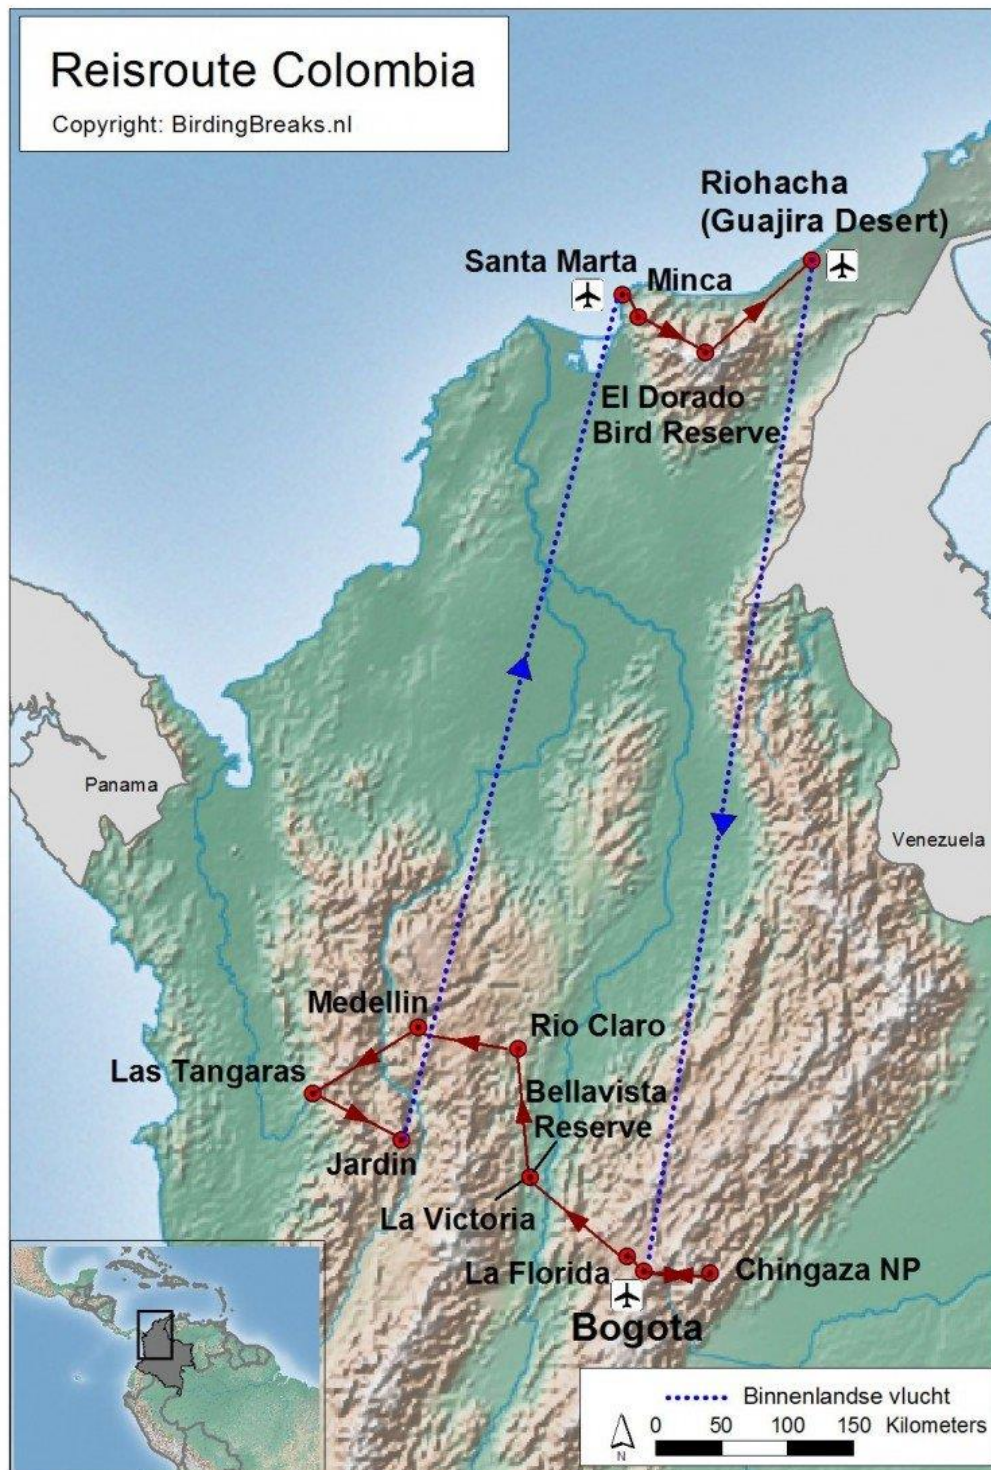 Reisroute Colombia
Copyright: BirdingBreaks.nl
Riohacha
(Guajira Desert)
Santa Marta
Minca
El Dorado
Bird Reserve
Panama
Venezuela
Medellin
Rio Claro
Las Tangaras
Bellavista
Reserve
Jardin
La Victoria
La Florida
Chingaza NP
Bogota
Binnenlandse vlucht
0 50 100 150 Kilometers
N